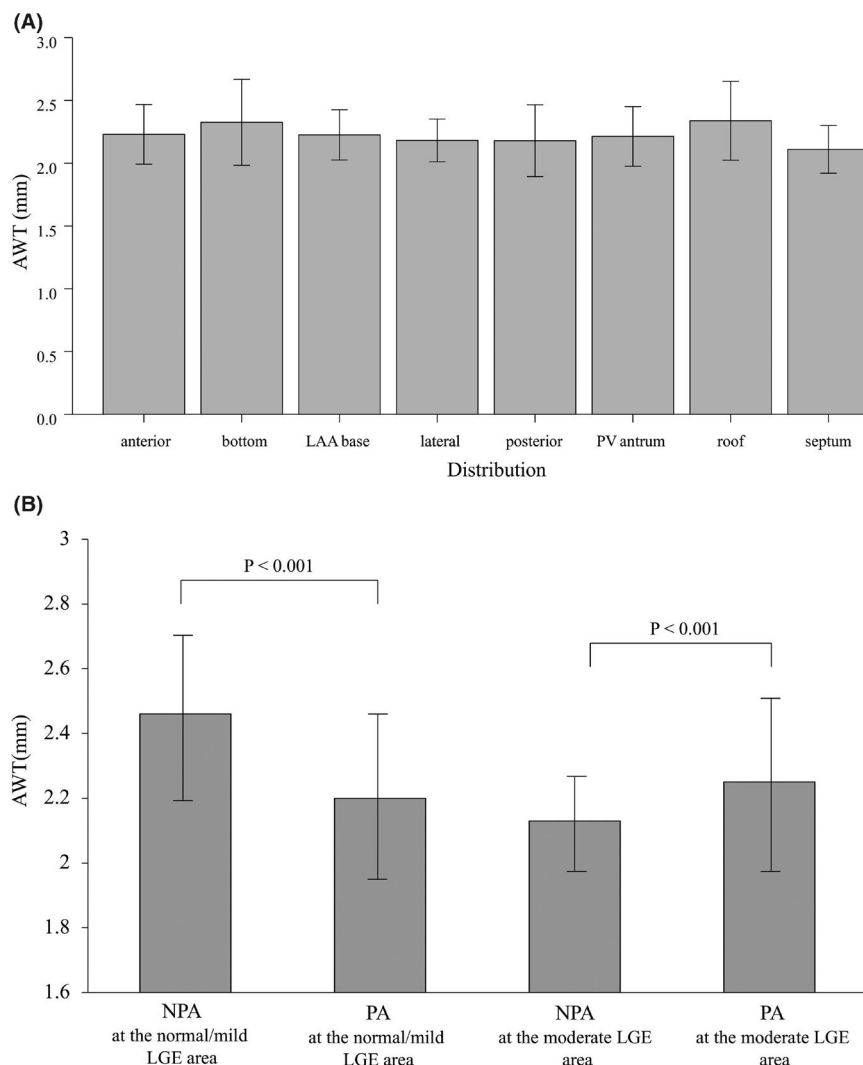 (A)
3.0
2.5
2.0
1.5
1.0
0.5
0.0
AWT (mm)
anterior bottom LAA base lateral posterior PV antrum roof septum
Distribution
(B)
3
2.8
2.6
2.4
2.2
2
1.8
1.6
AWT(mm)
P < 0.001
P < 0.001
NPA
at the normal/mild
LGE area
PA
at the normal/mild
LGE area
NPA
at the moderate LGE
area
PA
at the moderate LGE
area